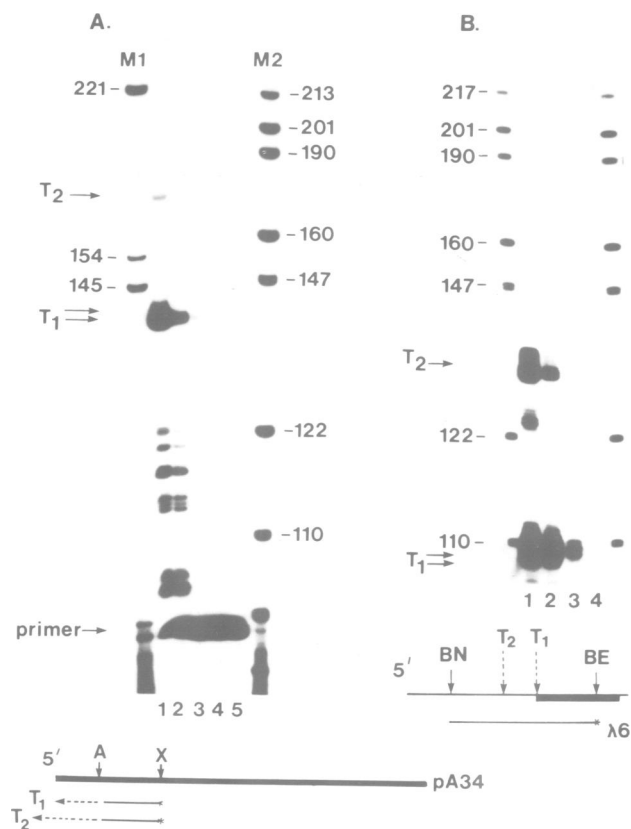 A. B.
M1 M2
221 -213
-201
-190
T2
154
145
-160
-147
T1
-122
-110
primer
1 2 3 4 5
217-
201-
190-
160-
147-
T2
122-
110-
T1
1 2 3 4
5′ BN T2 T1 BE
λ6
5′ A X
pA34
T1
T2